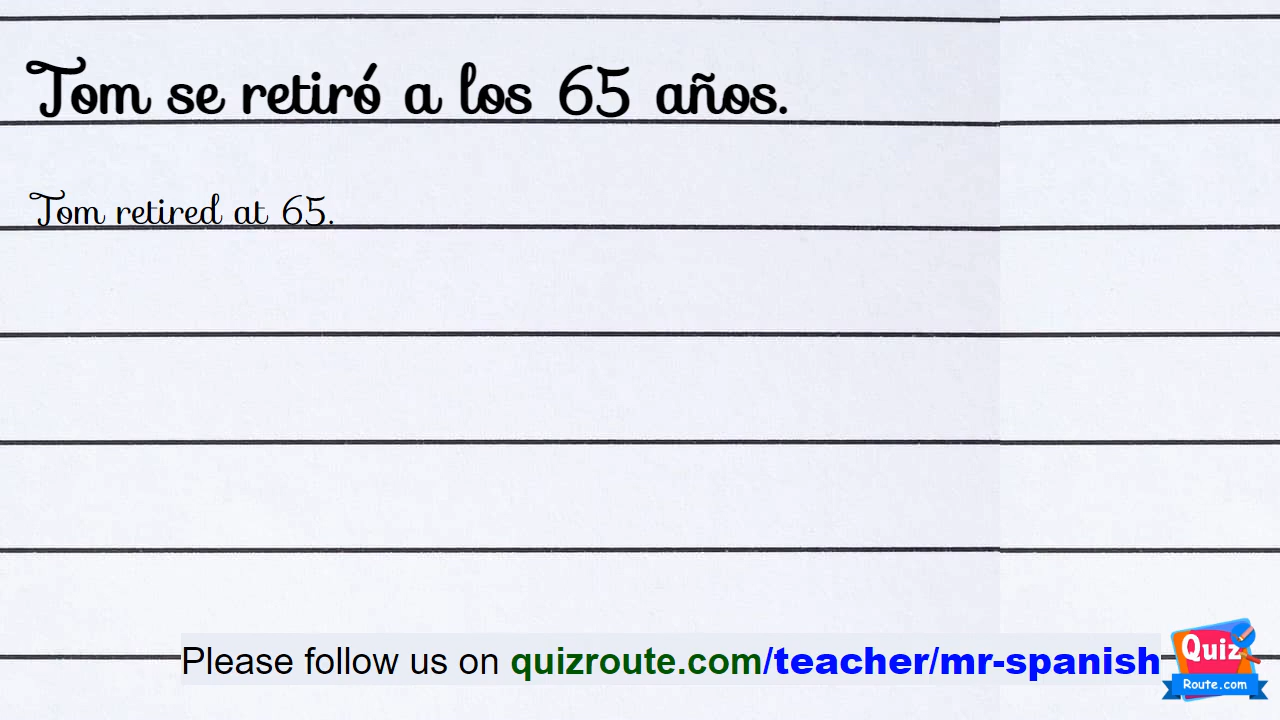 Tom se retiró a los 65 años.
Tom retired at 65.
Please follow us on quizroute.com/teacher/mr-spanish
Quiz
Route.com